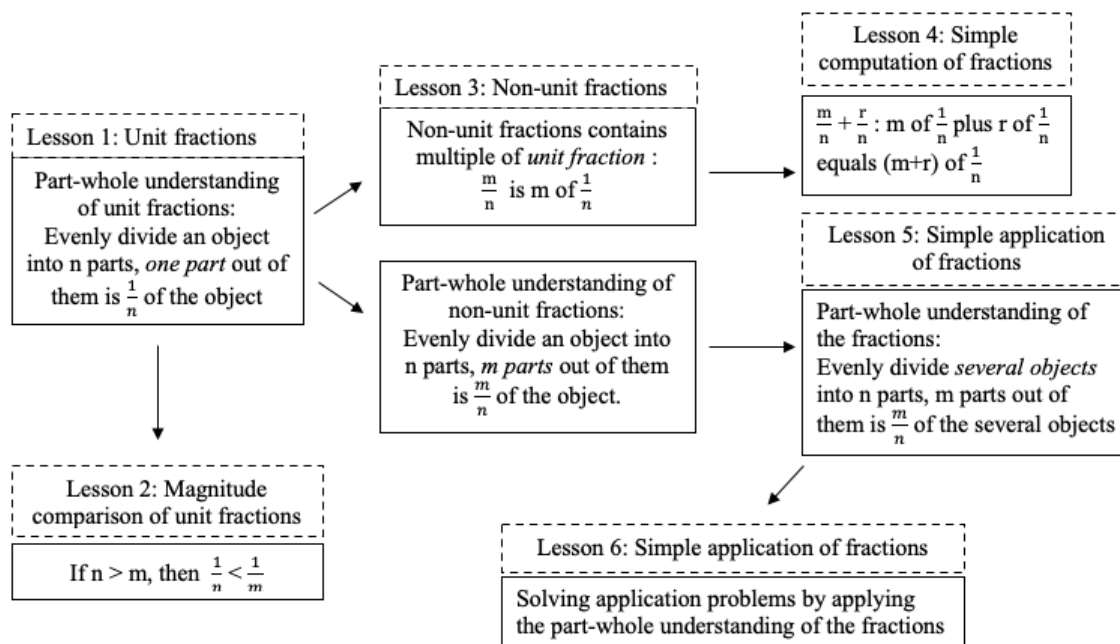 Lesson 1: Unit fractions
Part-whole understanding
of unit fractions:
Evenly divide an object
into n parts, one part out of
them is 1/n of the object
Lesson 2: Magnitude
comparison of unit fractions
If n > m, then 1/n < 1/m
Lesson 3: Non-unit fractions
Non-unit fractions contains
multiple of unit fraction :
m/n is m of 1/n
Part-whole understanding of
non-unit fractions:
Evenly divide an object into
n parts, m parts out of them
is m/n of the object.
Lesson 4: Simple
computation of fractions
m/n + r/n : m of 1/n plus r of 1/n
equals (m+r) of 1/n
Lesson 5: Simple application
of fractions
Part-whole understanding of
the fractions:
Evenly divide several objects
into n parts, m parts out of
them is m/n of the several objects
Lesson 6: Simple application of fractions
Solving application problems by applying
the part-whole understanding of the fractions